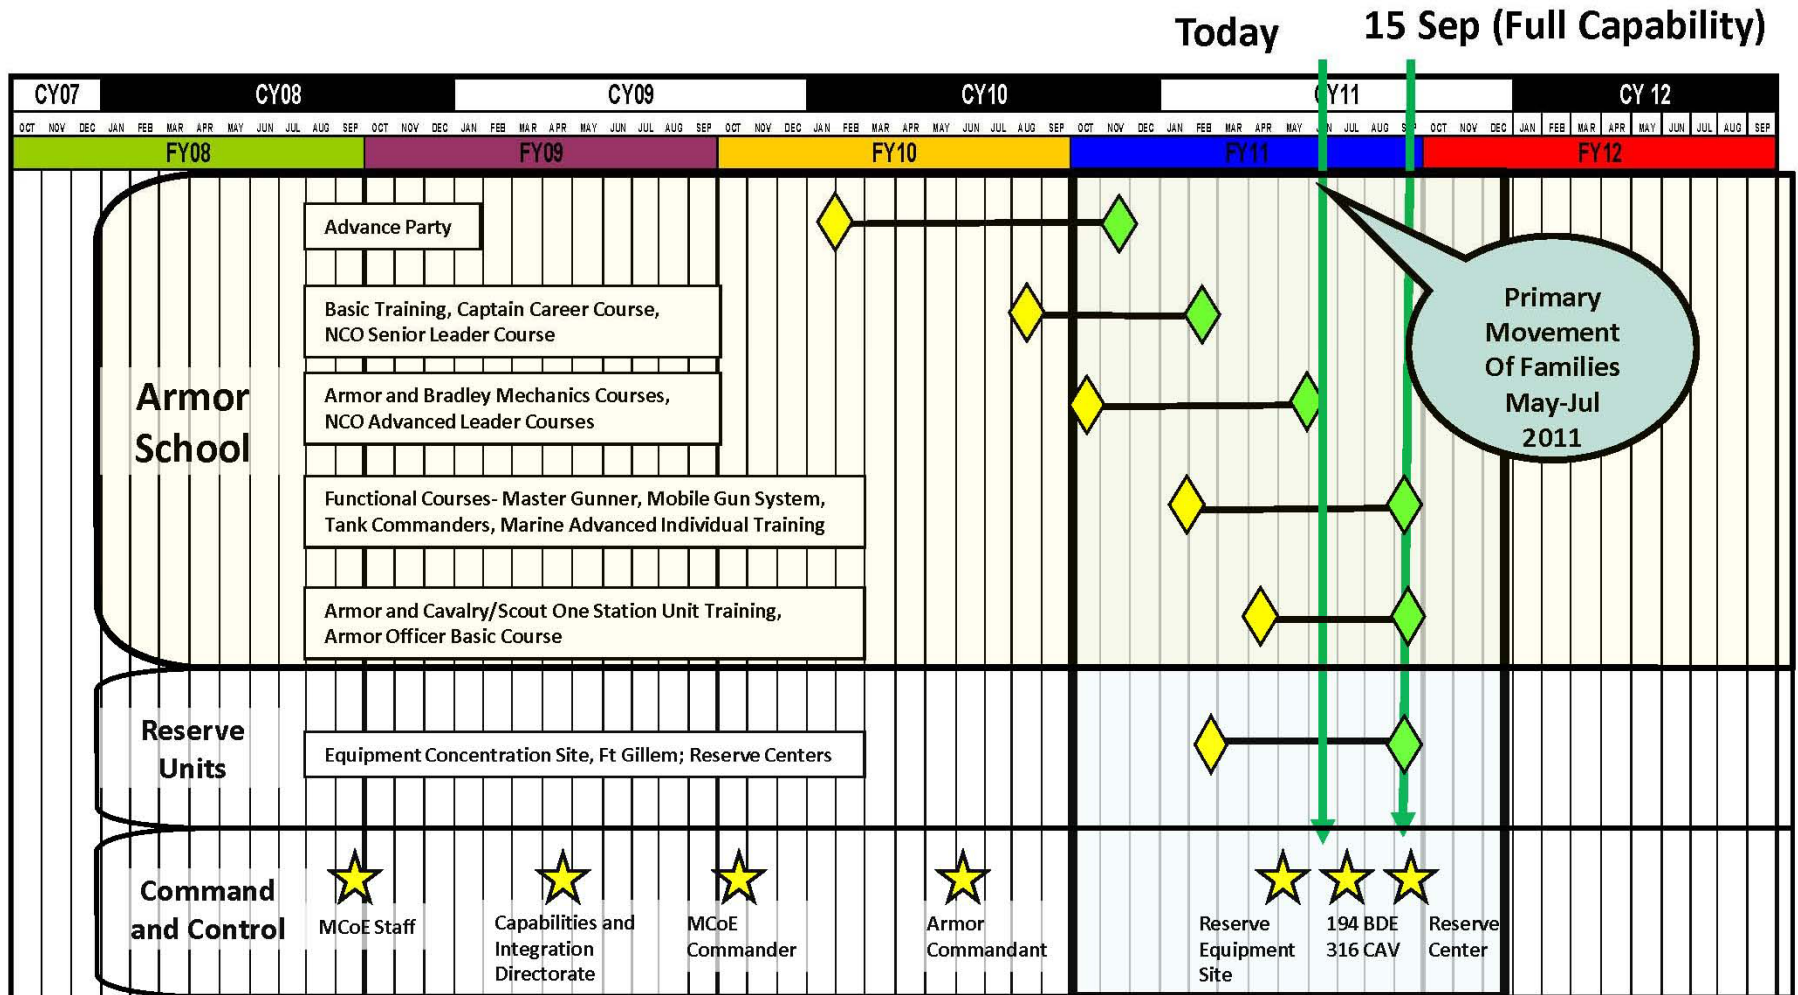 Today
15 Sep (Full Capability)
CY07 CY08 CY09 CY10 CY11 CY 12
OCT NOV DEC JAN FEB MAR APR MAY JUN JUL AUG SEP OCT NOV DEC JAN FEB MAR APR MAY JUN JUL AUG SEP OCT NOV DEC JAN FEB MAR APR MAY JUN JUL AUG SEP OCT NOV DEC JAN FEB MAR APR MAY JUN JUL AUG SEP OCT NOV DEC JAN FEB MAR APR MAY JUN JUL AUG SEP
FY08 FY09 FY10 FY11 FY12
Armor
School
Advance Party
Basic Training, Captain Career Course,
NCO Senior Leader Course
Armor and Bradley Mechanics Courses,
NCO Advanced Leader Courses
Functional Courses- Master Gunner, Mobile Gun System,
Tank Commanders, Marine Advanced Individual Training
Armor and Cavalry/Scout One Station Unit Training,
Armor Officer Basic Course
Primary
Movement
Of Families
May-Jul
2011
Reserve
Units
Equipment Concentration Site, Ft Gillem; Reserve Centers
Command
and Control
MCoE Staff
Capabilities and
Integration
Directorate
MCoE
Commander
Armor
Commandant
Reserve
Equipment
Site
194 BDE
316 CAV
Reserve
Center